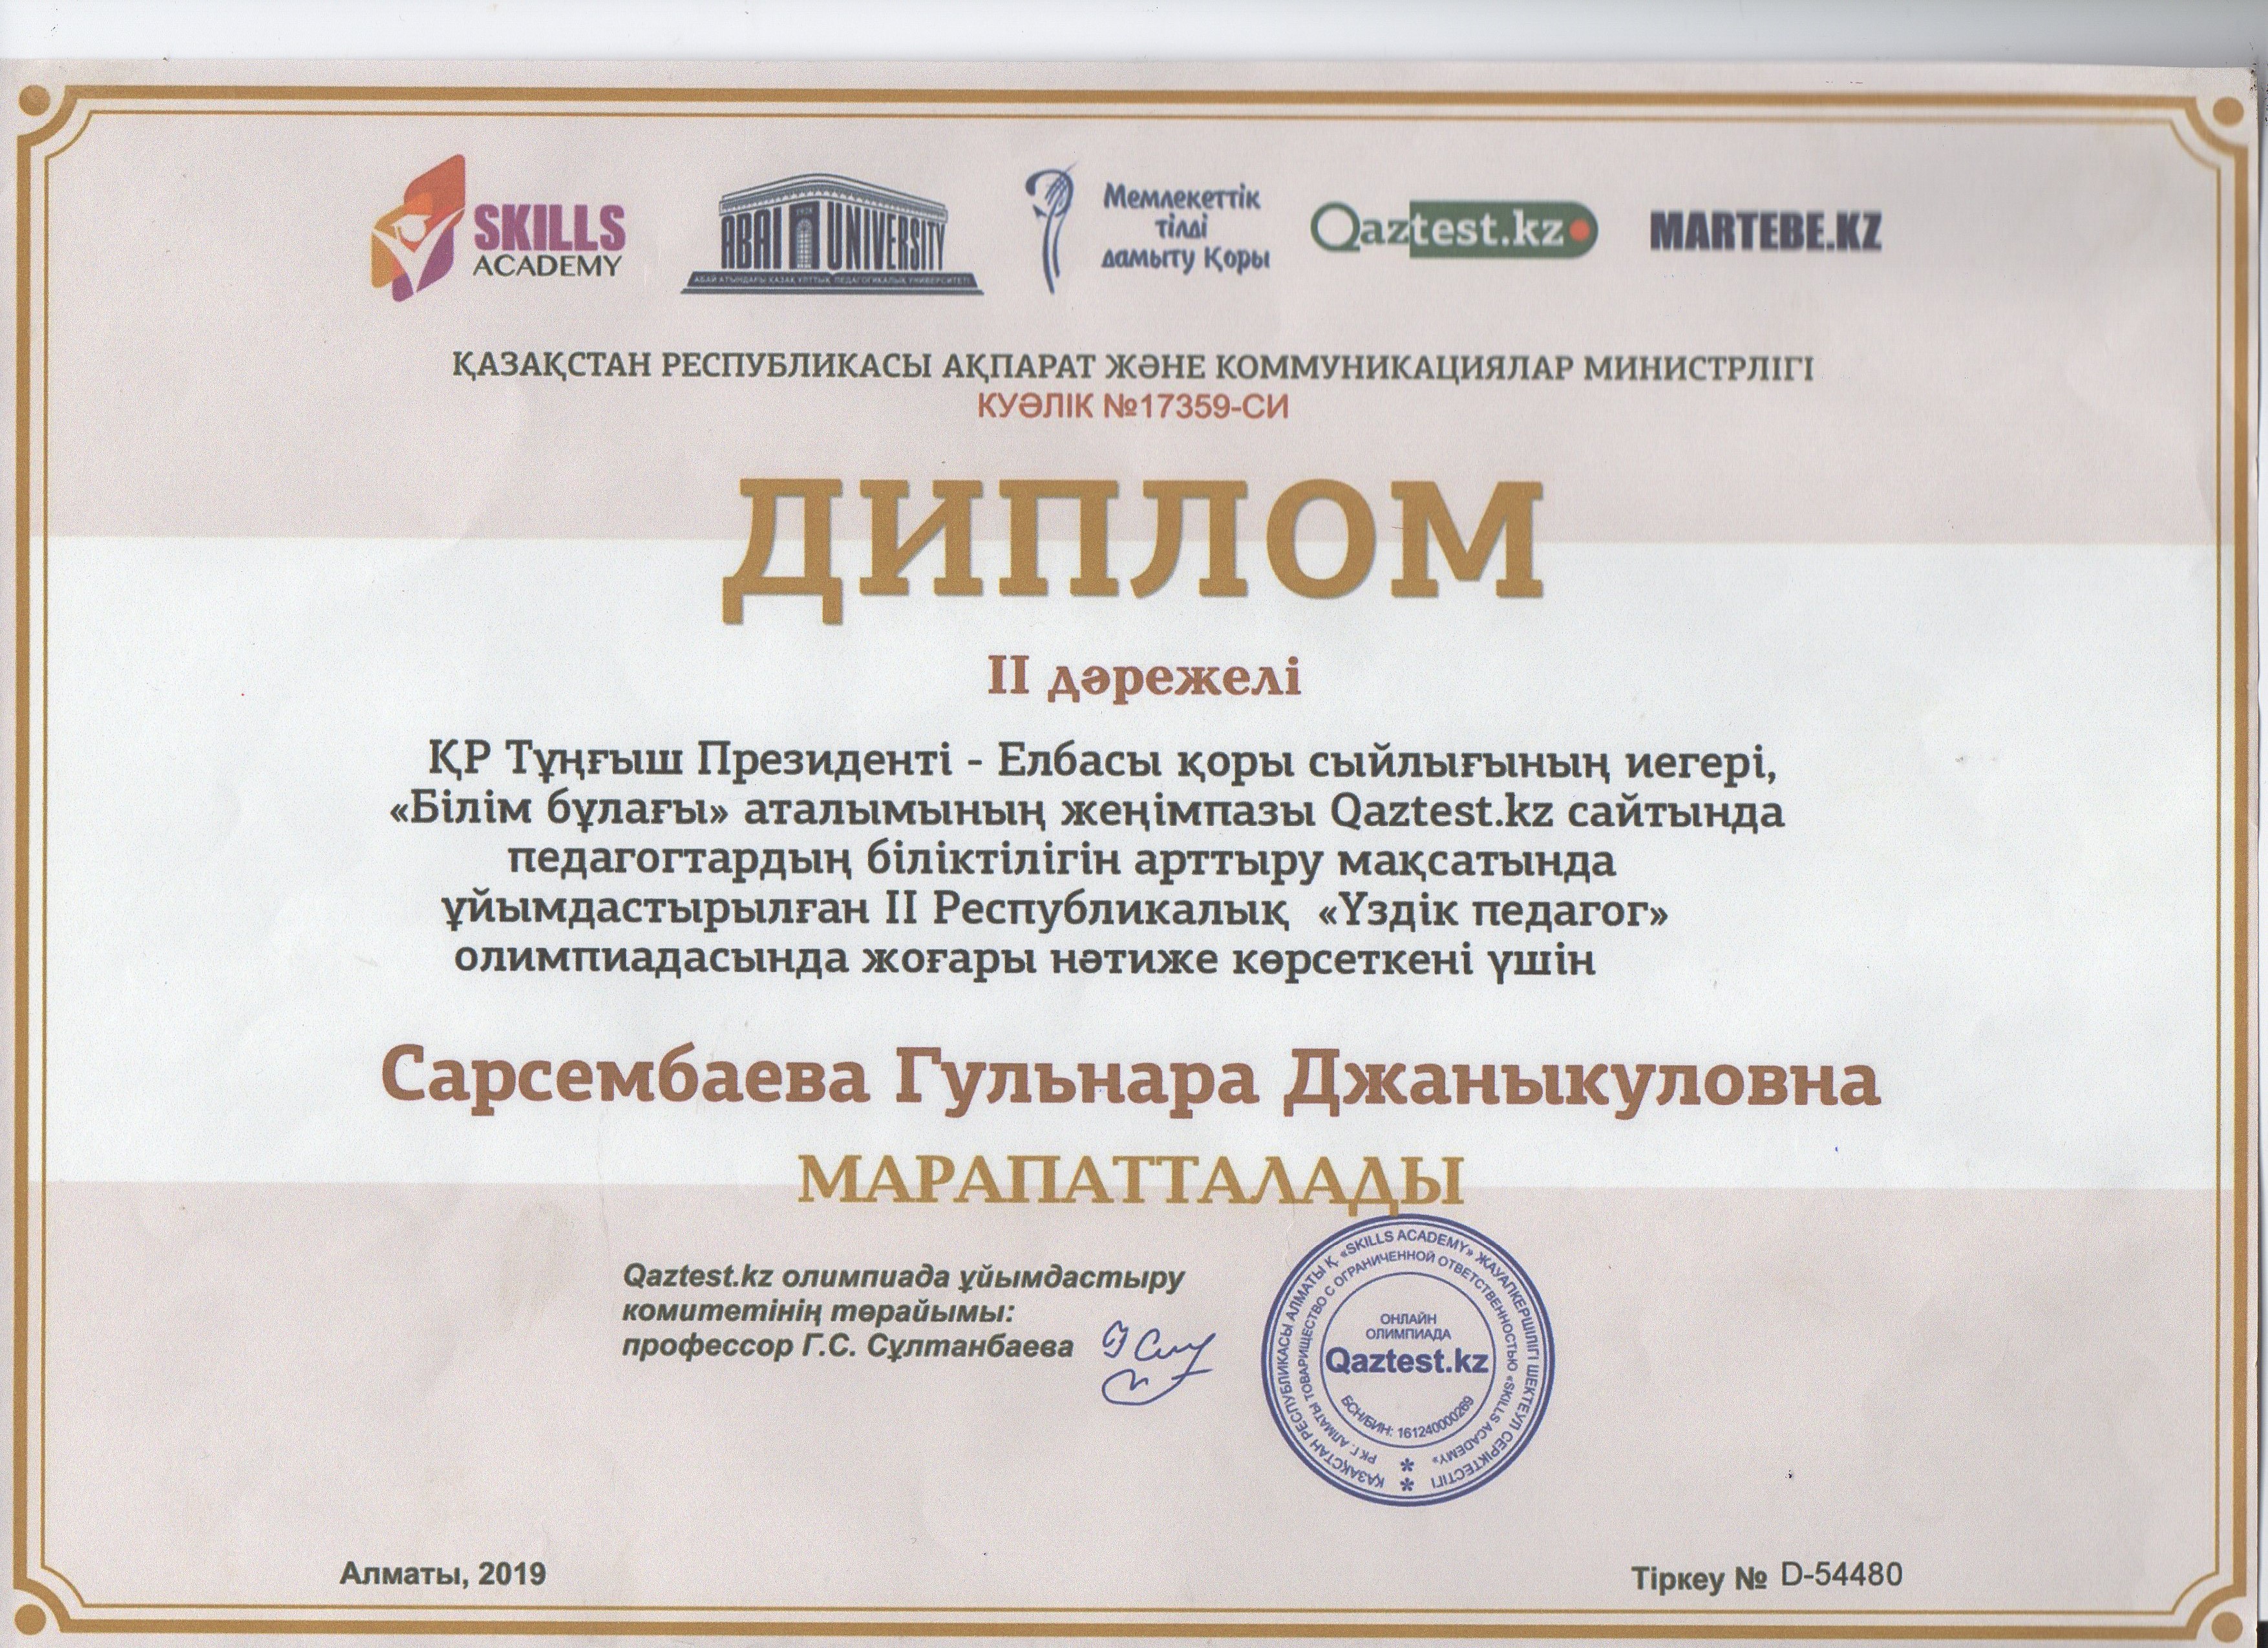 SKILLS
ACADEMY
ABAI UNIVERSITY
АБАЙ АТЫНДАҒЫ ҚАЗАҚ ҰЛТТЫҚ ПЕДАГОГИКАЛЫҚ УНИВЕРСИТЕТІ
Мемлекеттік
тілді
дамыту Қоры
Qaztest.kz
MARTEBE.KZ
ҚАЗАҚСТАН РЕСПУБЛИКАСЫ АҚПАРАТ ЖӘНЕ КОММУНИКАЦИЯЛАР МИНИСТРЛІГІ
КУӘЛІК №17359-СИ
ДИПЛОМ
II дәрежелі
ҚР Тұңғыш Президенті - Елбасы қоры сыйлығының иегері,
«Білім бұлағы» аталымының жеңімпазы Qaztest.kz сайтында
педагогтардың біліктілігін арттыру мақсатында
ұйымдастырылған II Республикалық «Үздік педагог»
олимпиадасында жоғары нәтиже көрсеткені үшін
Сарсембаева Гульнара Джаныкуловна
МАРАПАТТАЛАДЫ
Qaztest.kz олимпиада ұйымдастыру
комитетінің төрайымы:
профессор Г.С. Сұлтанбаева
ҚАЗАҚСТАН РЕСПУБЛИКАСЫ АЛМАТЫ Қ. «SKILLS ACADEMY» ЖАУАПКЕРШІЛІГІ ШЕКТЕУЛІ СЕРІКТЕСТІГІ
РК Г. АЛМАТЫ ТОВАРИЩЕСТВО С ОГРАНИЧЕННОЙ ОТВЕТСТВЕННОСТЬЮ «SKILLS ACADEMY»
ОНЛАЙН
ОЛИМПИАДА
Qaztest.kz
БСН/БИН: 161240000269
Алматы, 2019
Тіркеу № D-54480